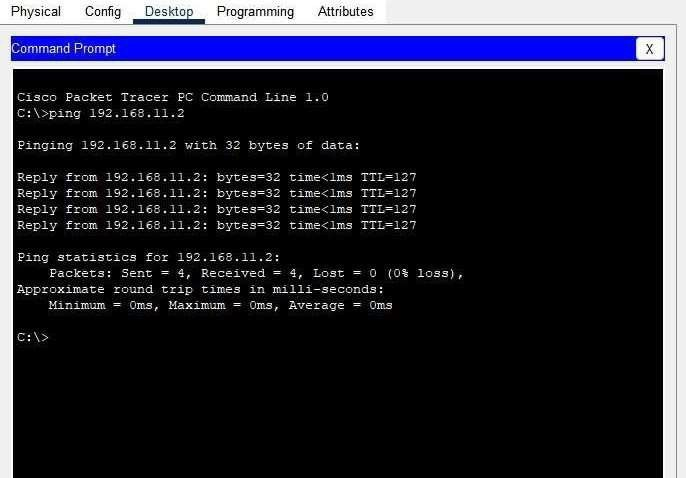 Physical Config Desktop Programming Attributes
Command Prompt X
Cisco Packet Tracer PC Command Line 1.0
C:\>ping 192.168.11.2
Pinging 192.168.11.2 with 32 bytes of data:
Reply from 192.168.11.2: bytes=32 time<1ms TTL=127
Reply from 192.168.11.2: bytes=32 time<1ms TTL=127
Reply from 192.168.11.2: bytes=32 time<1ms TTL=127
Reply from 192.168.11.2: bytes=32 time<1ms TTL=127
Ping statistics for 192.168.11.2:
Packets: Sent = 4, Received = 4, Lost = 0 (0% loss),
Approximate round trip times in milli-seconds:
Minimum = 0ms, Maximum = 0ms, Average = 0ms
C:\>